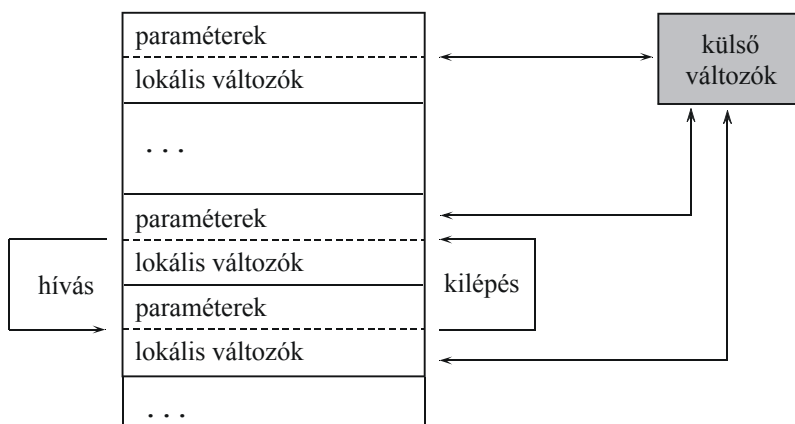 paraméterek
lokális változók
. . .
paraméterek
lokális változók
paraméterek
lokális változók
. . .
hívás
kilépés
külső
változók